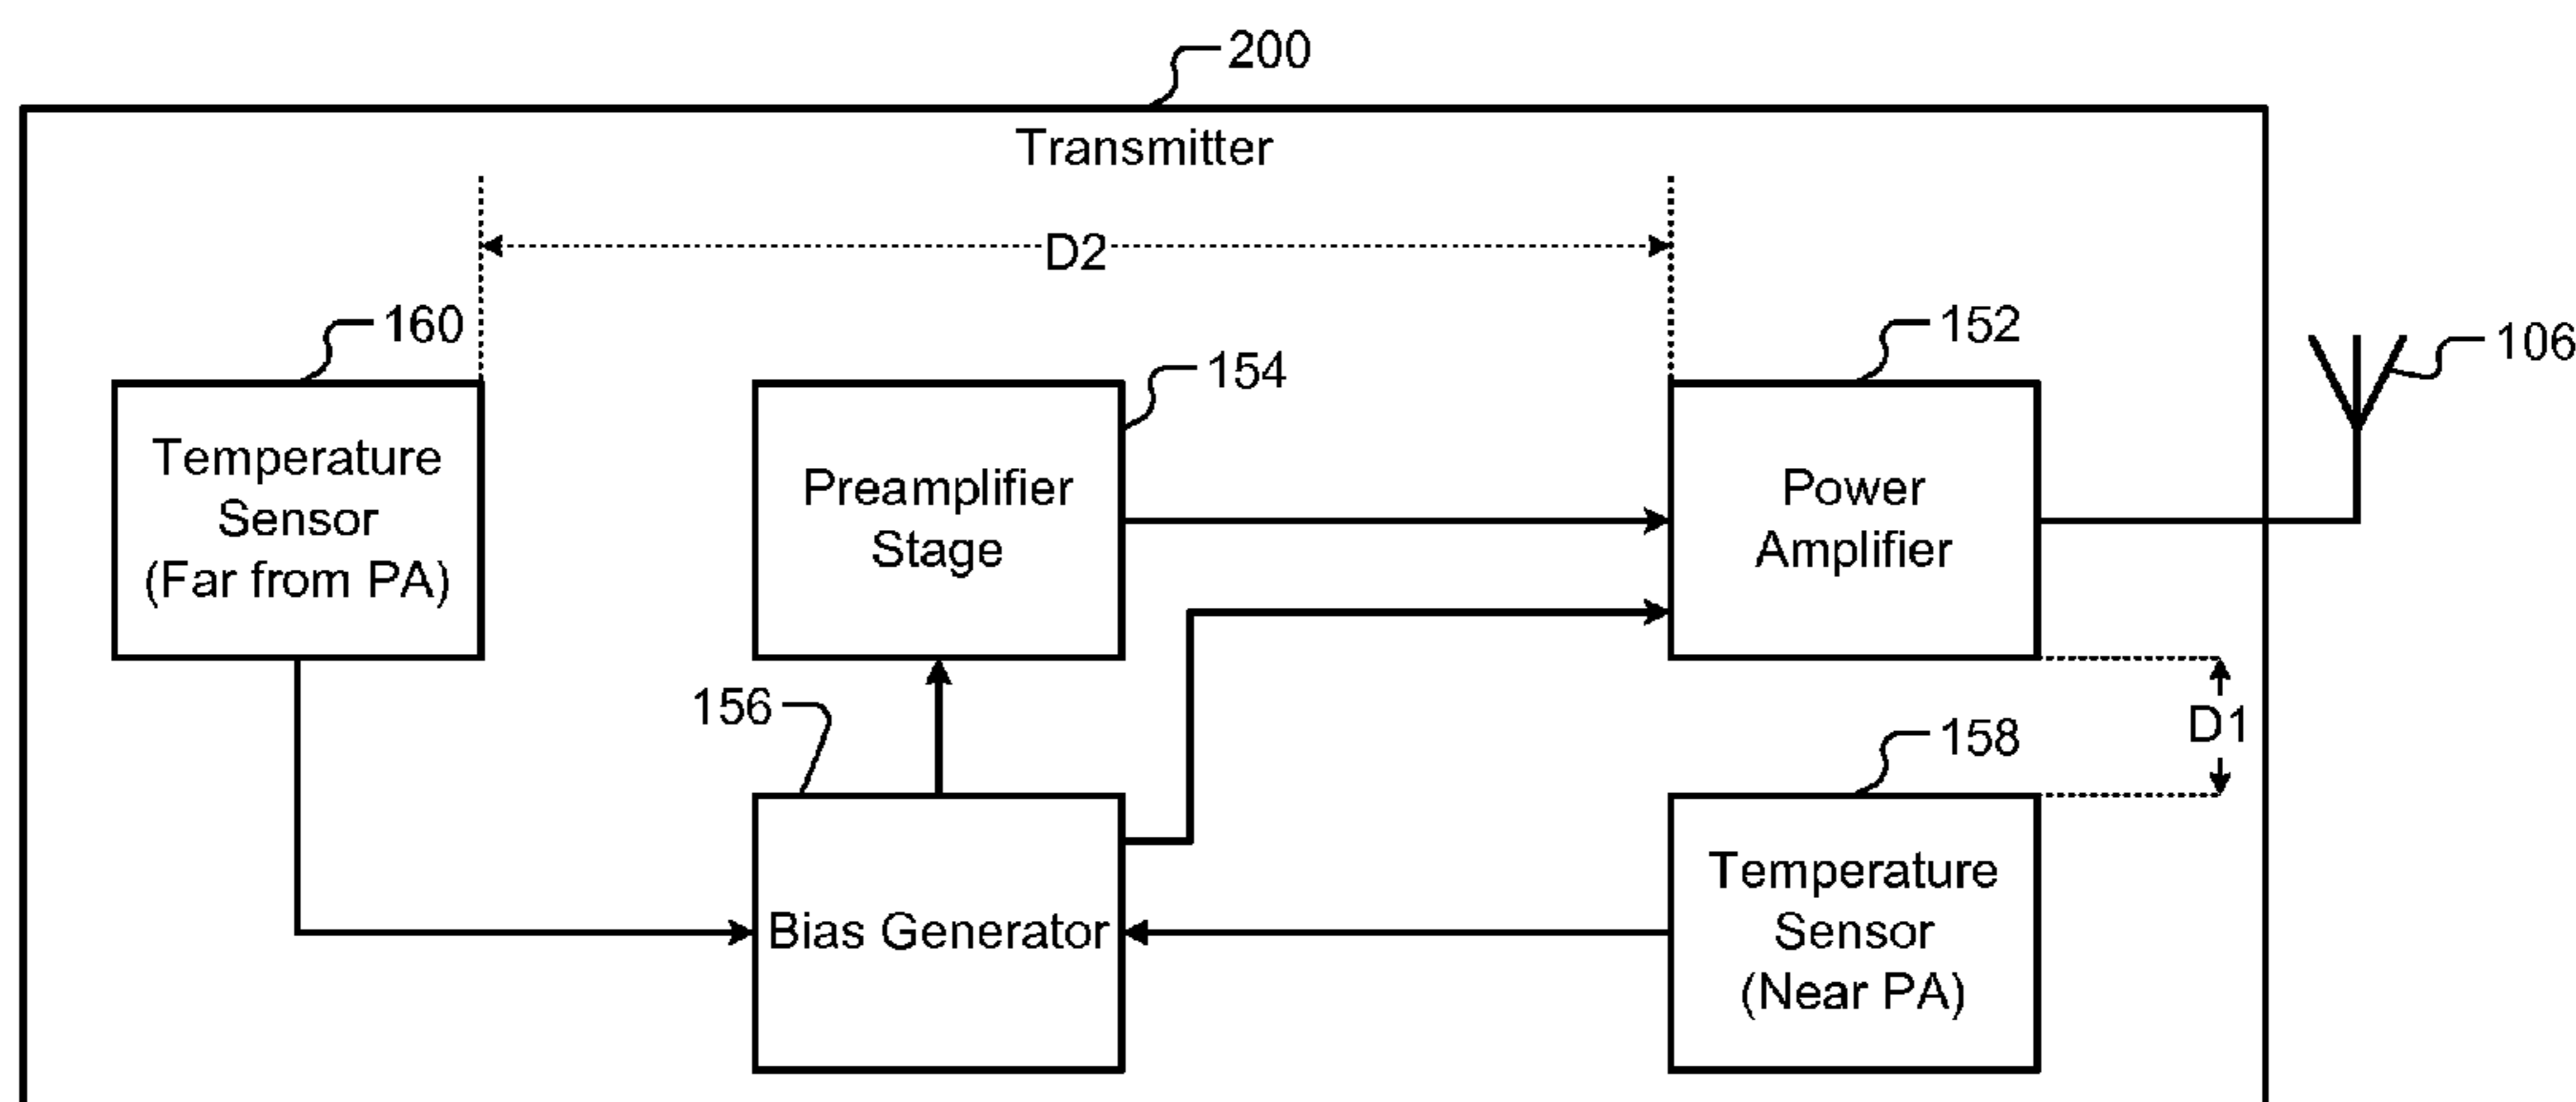 200
Transmitter
D2
160
152
106
154
Temperature
Sensor
(Far from PA)
Preamplifier
Stage
Power
Amplifier
156
D1
158
Bias Generator
Temperature
Sensor
(Near PA)